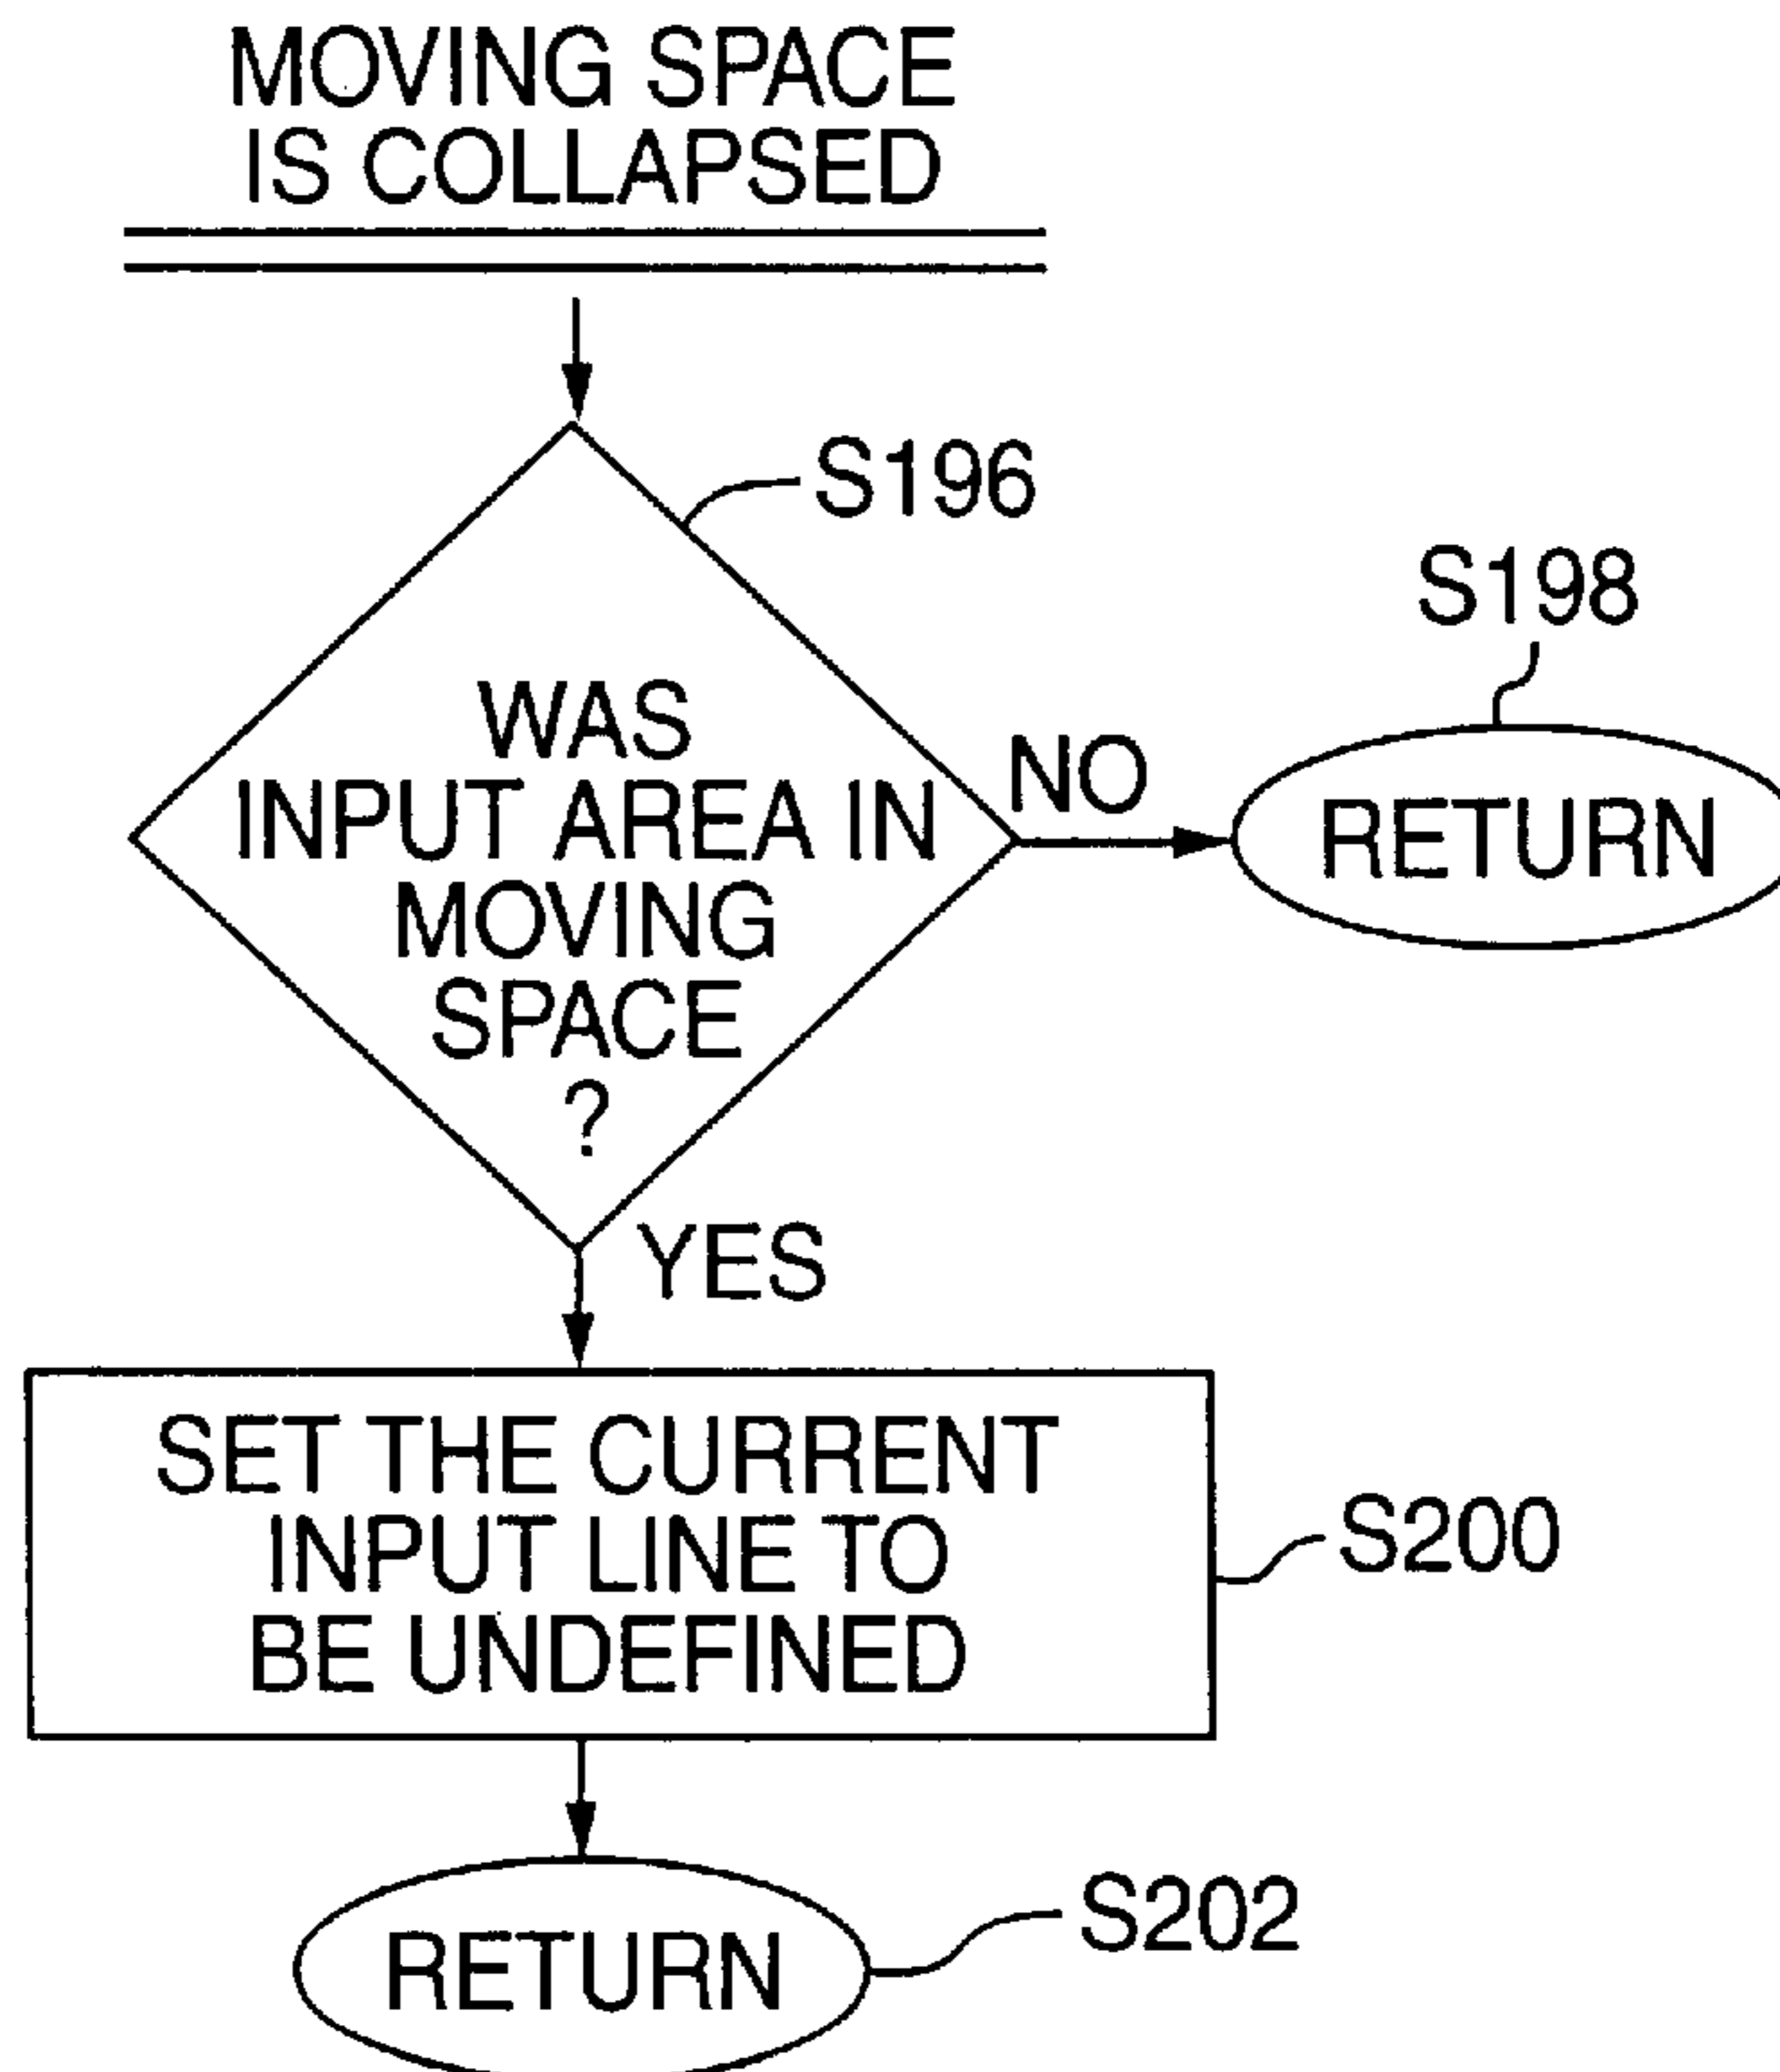 MOVING SPACE
IS COLLAPSED
S196
S198
WAS
INPUT AREA IN
MOVING
SPACE
?
NO
RETURN
YES
SET THE CURRENT
INPUT LINE TO
BE UNDEFINED
S200
RETURN
S202